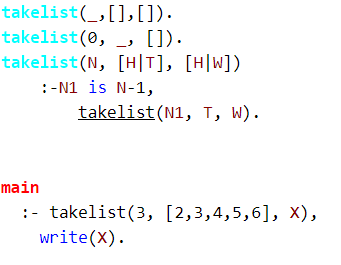 takelist(_,[],[]).
takelist(0, _, []).
takelist(N, [H|T], [H|W])
:-N1 is N-1,
takelist(N1, T, W).
main
:- takelist(3, [2,3,4,5,6], X),
write(X).